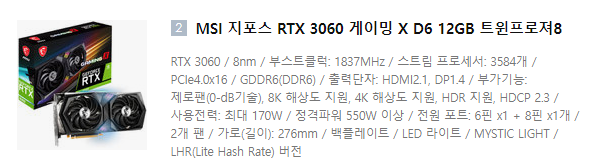 2 MSI 지포스 RTX 3060 게이밍 X D6 12GB 트윈프로져8
RTX 3060 / 8nm / 부스트클럭: 1837MHz / 스트림 프로세서: 3584개 /
PCIe4.0x16 / GDDR6(DDR6) / 출력단자: HDMI2.1, DP1.4 / 부가기능:
제로팬(0-dB기술), 8K 해상도 지원, 4K 해상도 지원, HDR 지원, HDCP 2.3 /
사용전력: 최대 170W / 정격파워 550W 이상 / 전원 포트: 6핀 x1 + 8핀 x1개 /
2개 팬 / 가로(길이): 276mm / 백플레이트 / LED 라이트 / MYSTIC LIGHT /
LHR(Lite Hash Rate) 버전
msi
GAMING X
RTX